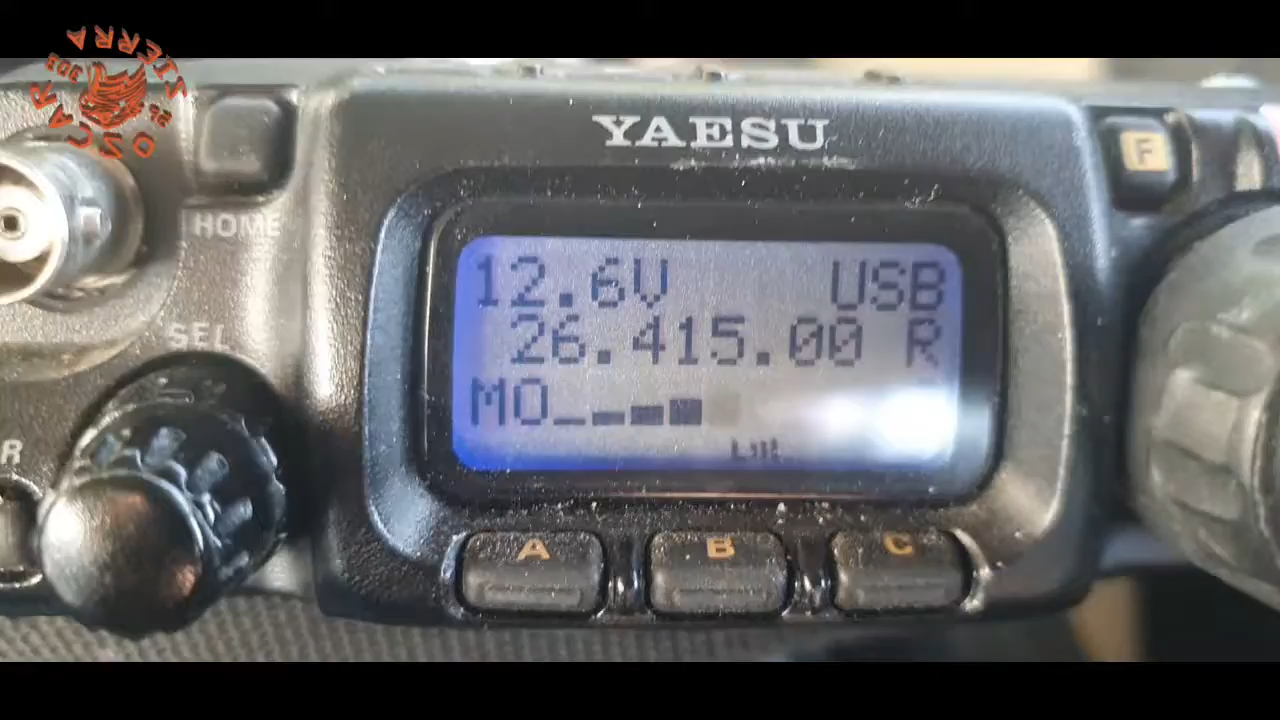 OSCAR SIERRA
YAESU
F
HOME
12.6V USB
SEL
26.415.00 R
MO
R
A B C